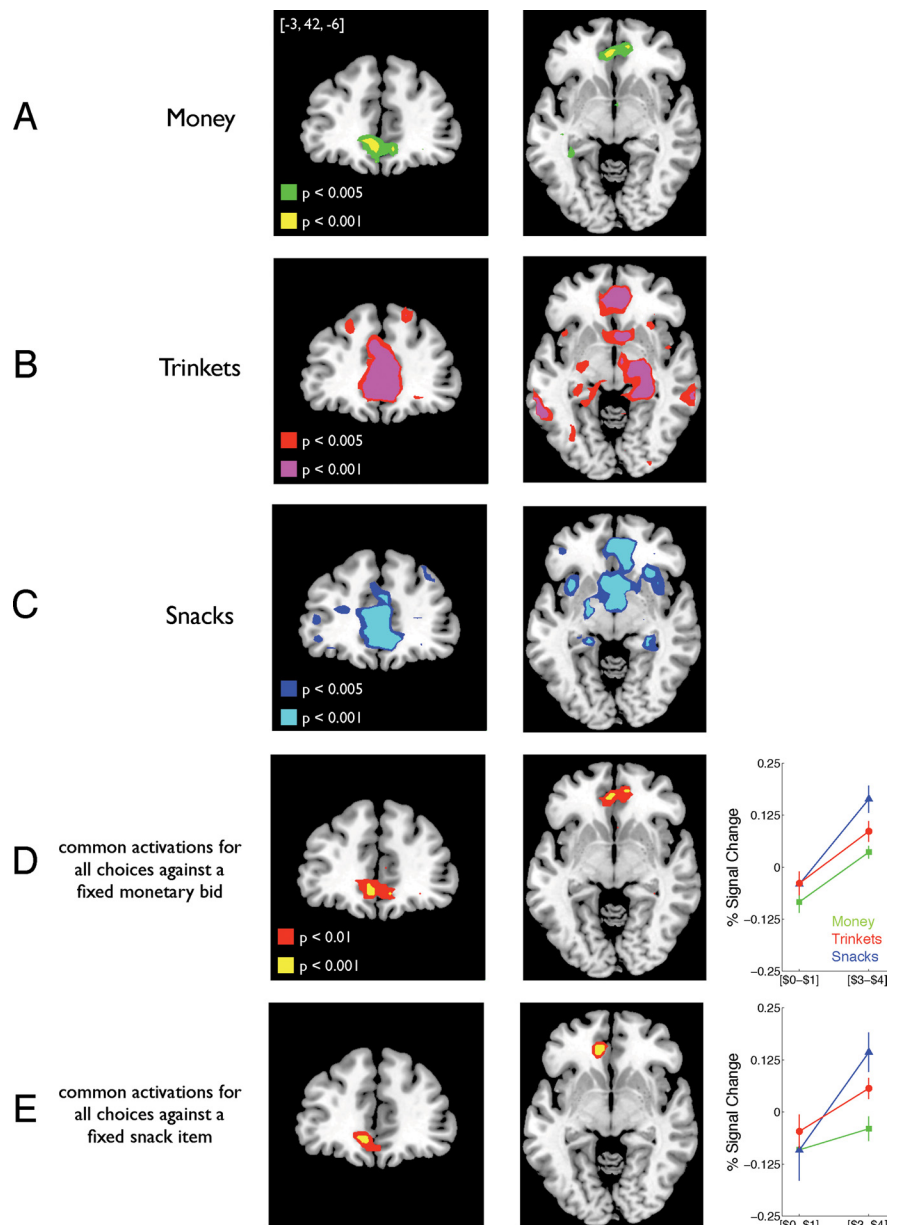 [-3, 42, -6]
A
Money
p < 0.005
p < 0.001
B
Trinkets
p < 0.005
p < 0.001
C
Snacks
p < 0.005
p < 0.001
D
common activations for
all choices against a
fixed monetary bid
p < 0.01
p < 0.001
% Signal Change
0.25
0.125
0
−0.125
−0.25
Money
Trinkets
Snacks
[$0–$1]
[$3–$4]
E
common activations for
all choices against a
fixed snack item
% Signal Change
0.25
0.125
0
−0.125
−0.25